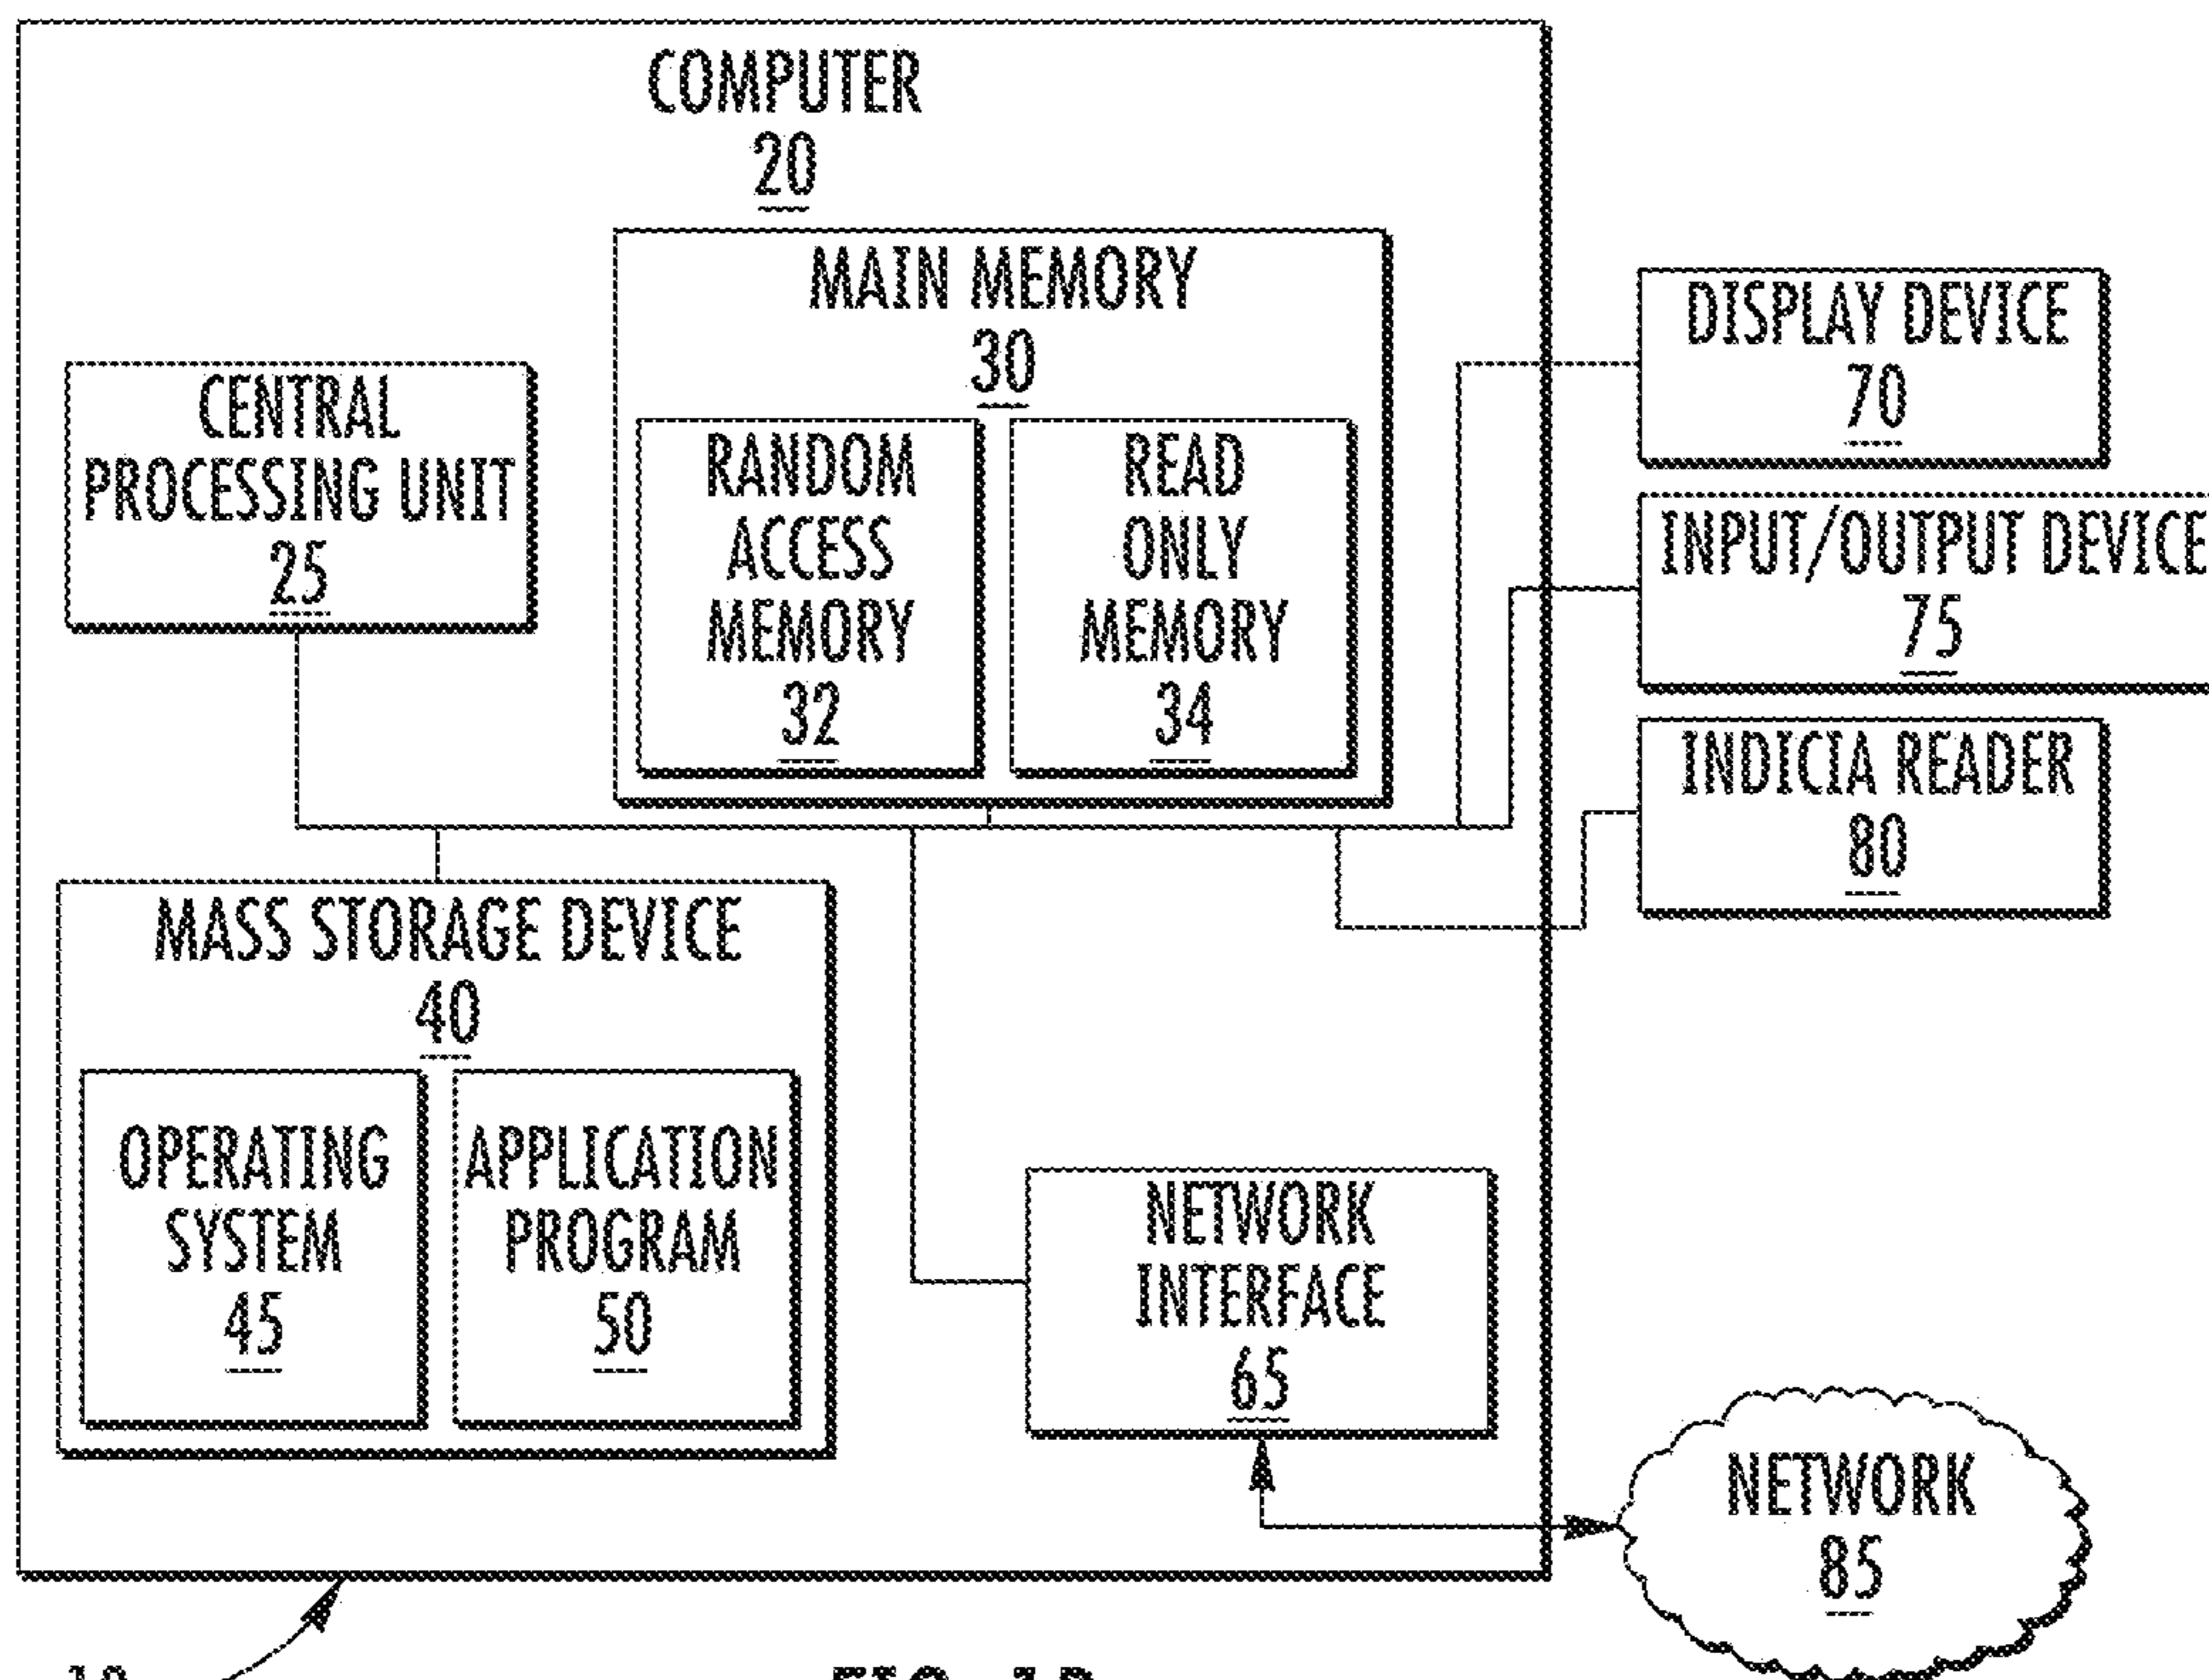 COMPUTER
20
MAIN MEMORY
30
CENTRAL
PROCESSING UNIT
25
RANDOM
ACCESS
MEMORY
32
READ
ONLY
MEMORY
34
DISPLAY DEVICE
70
INPUT/OUTPUT DEVICE
75
INDICIA READER
80
MASS STORAGE DEVICE
40
OPERATING
SYSTEM
45
APPLICATION
PROGRAM
50
NETWORK
INTERFACE
65
NETWORK
85